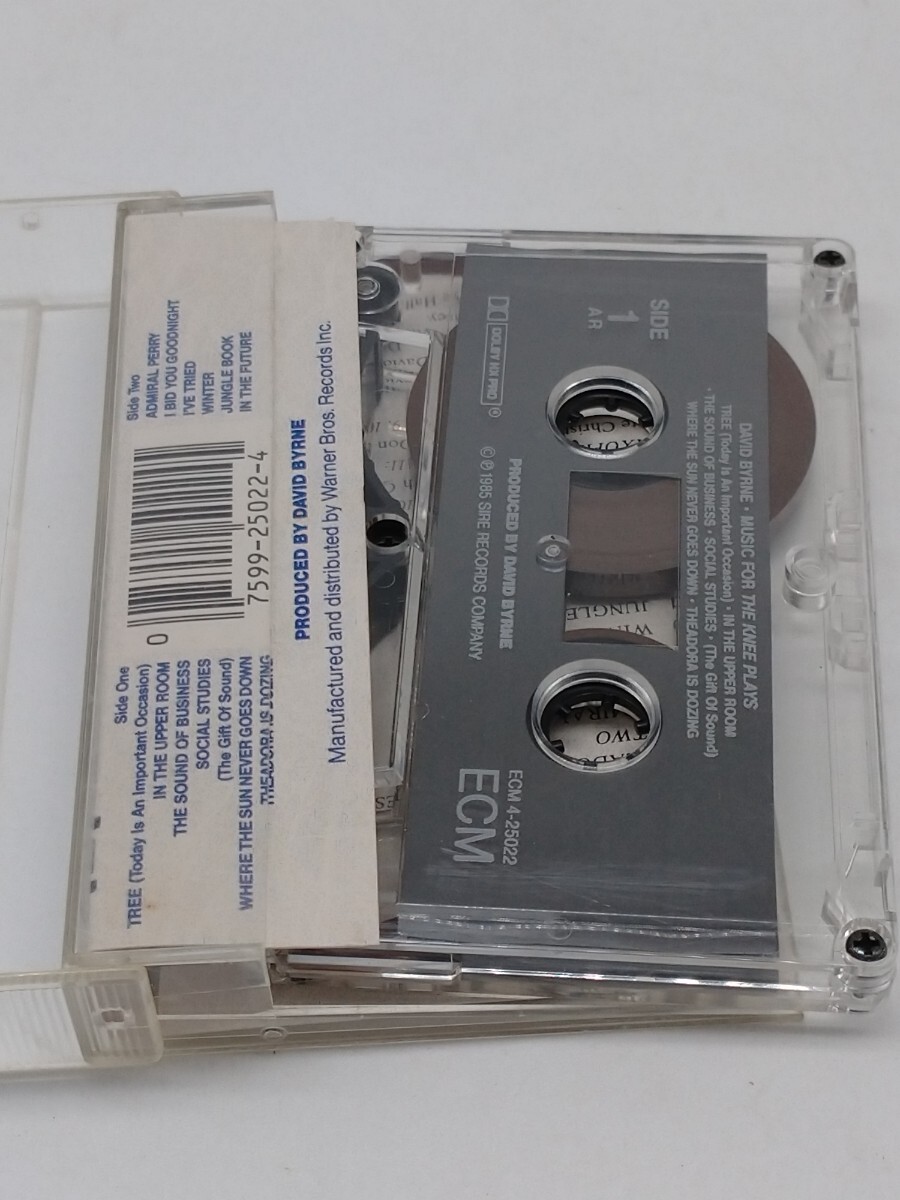 Side One
TREE (Today Is An Important Occasion)
IN THE UPPER ROOM
THE SOUND OF BUSINESS
SOCIAL STUDIES
(The Gift Of Sound)
WHERE THE SUN NEVER GOES DOWN
THEADORA IS DOZING
0 7599-25022-4
Side Two
ADMIRAL PERRY
I BID YOU GOODNIGHT
I'VE TRIED
WINTER
JUNGLE BOOK
IN THE FUTURE
PRODUCED BY DAVID BYRNE
Manufactured and distributed by Warner Bros. Records Inc.
DAVID BYRNE • MUSIC FOR THE KNEE PLAYS
TREE (Today Is An Important Occasion) • IN THE UPPER ROOM
• THE SOUND OF BUSINESS • SOCIAL STUDIES • (The Gift Of Sound)
WHERE THE SUN NEVER GOES DOWN • THEADORA IS DOZING
SIDE
1
AR
ECM 4-25022
ECM
PRODUCED BY DAVID BYRNE
℗©1985 SIRE RECORDS COMPANY
DOLBY HX PRO
®
JUNGLE
TWO